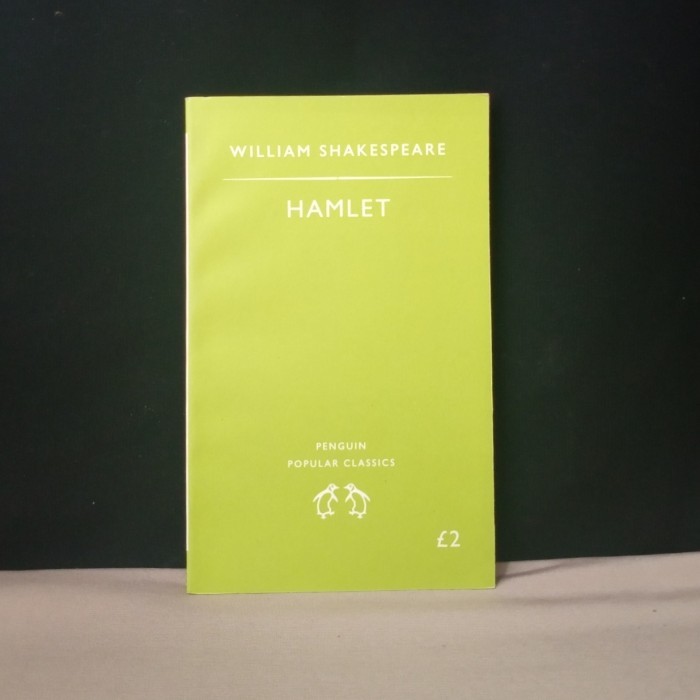 WILLIAM SHAKESPEARE
HAMLET
PENGUIN
POPULAR CLASSICS
£2